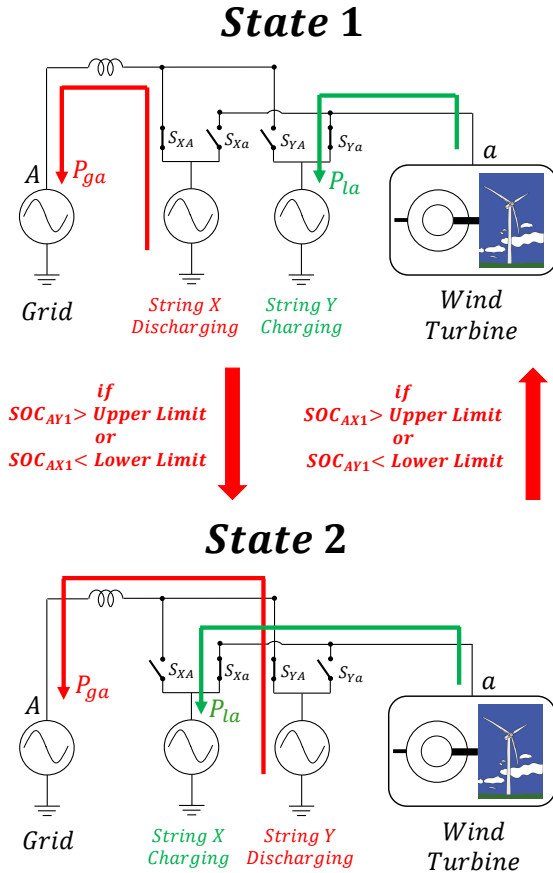 State 1
S_XA S_Xa S_YA S_Ya
A P_ga P_la a
Grid
String X
Discharging
String Y
Charging
Wind
Turbine
if
SOC_AY1 > Upper Limit
or
SOC_AX1 < Lower Limit
if
SOC_AX1 > Upper Limit
or
SOC_AY1 < Lower Limit
State 2
S_XA S_Xa S_YA S_Ya
A P_ga P_la a
Grid
String X
Charging
String Y
Discharging
Wind
Turbine